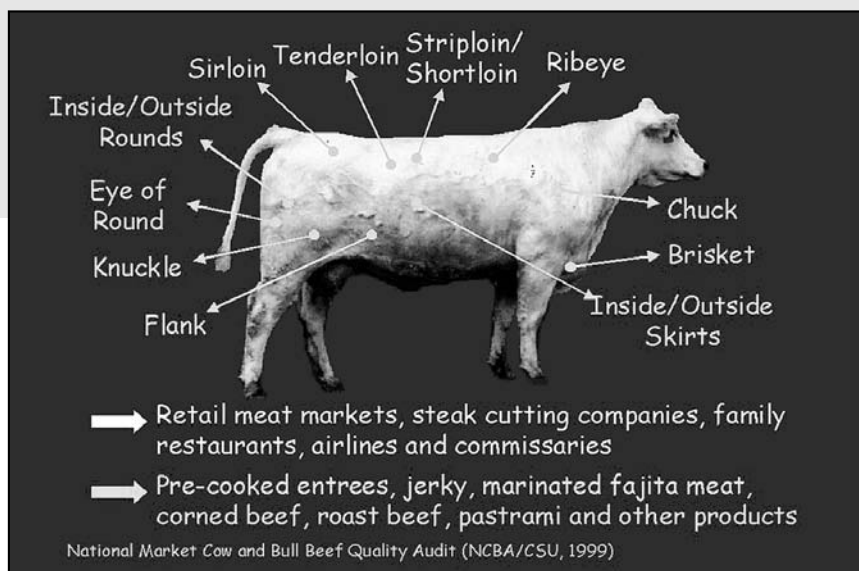 Sirloin
Tenderloin
Striploin/
Shortloin
Ribeye
Inside/Outside
Rounds
Eye of
Round
Knuckle
Flank
Chuck
Brisket
Inside/Outside
Skirts
Retail meat markets, steak cutting companies, family
restaurants, airlines and commissaries
Pre-cooked entrees, jerky, marinated fajita meat,
corned beef, roast beef, pastrami and other products
National Market Cow and Bull Beef Quality Audit (NCBA/CSU, 1999)